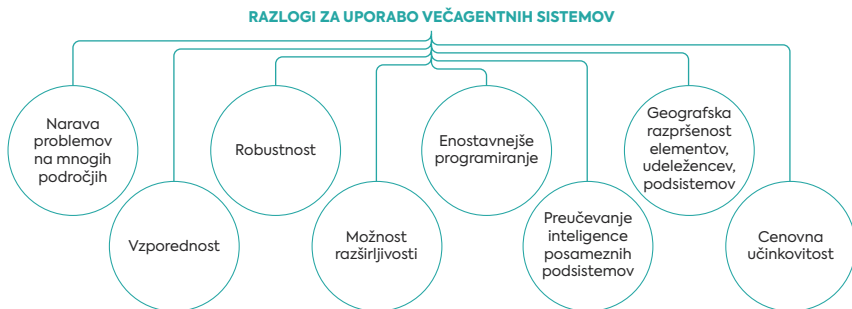 RAZLOGI ZA UPORABO VEČAGENTNIH SISTEMOV
Narava
problemov
na mnogih
področjih
Vzporednost
Robustnost
Možnost
razširljivosti
Enostavnejše
programiranje
Preučevanje
inteligence
posameznih
podsistemov
Geografska
razpršenost
elementov,
udeležencev,
podsistemov
Cenovna
učinkovitost